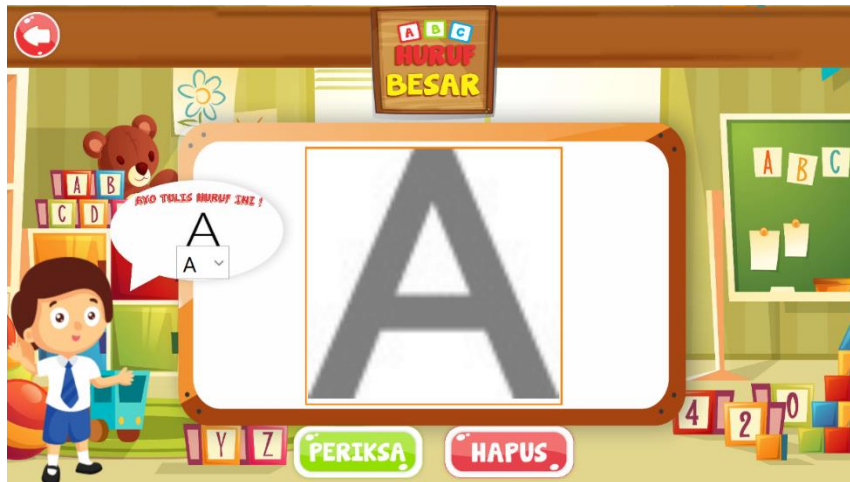 A B C
HURUF
BESAR
A B
C D
AYO TULIS HURUF INI !
A
A
A
A B C
Y Z
PERIKSA
HAPUS
4 2 0